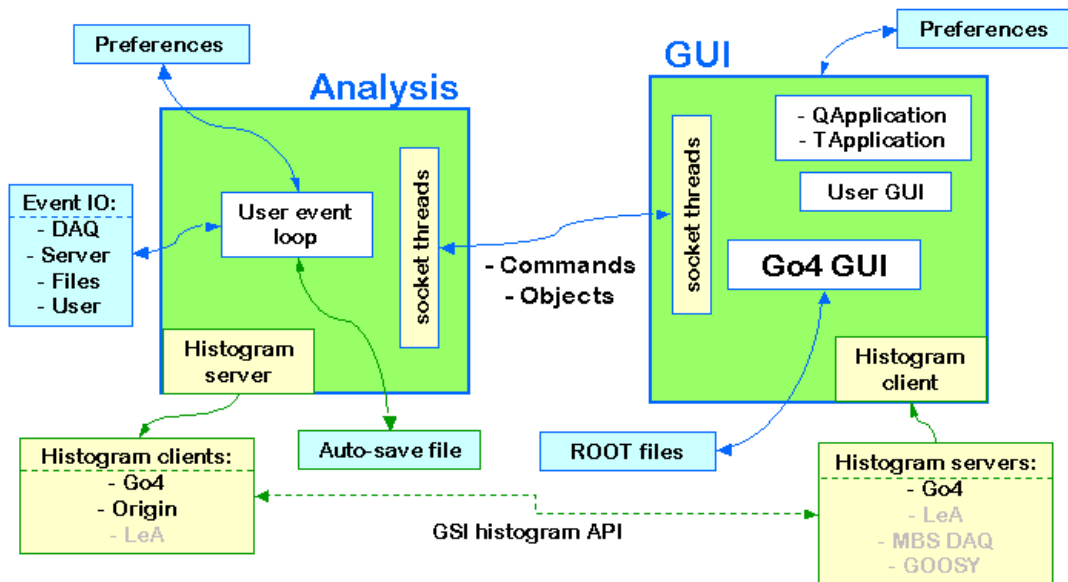 Preferences
Preferences
GUI
Analysis
- QApplication
- TApplication
socket threads
socket threads
User GUI
Event IO:
- DAQ
- Server
- Files
- User
User event
loop
- Commands
- Objects
Go4 GUI
Histogram
server
Histogram
client
Histogram clients:
- Go4
- Origin
- LeA
Auto-save file
ROOT files
Histogram servers:
- Go4
- LeA
- MBS DAQ
- GOOSY
GSI histogram API